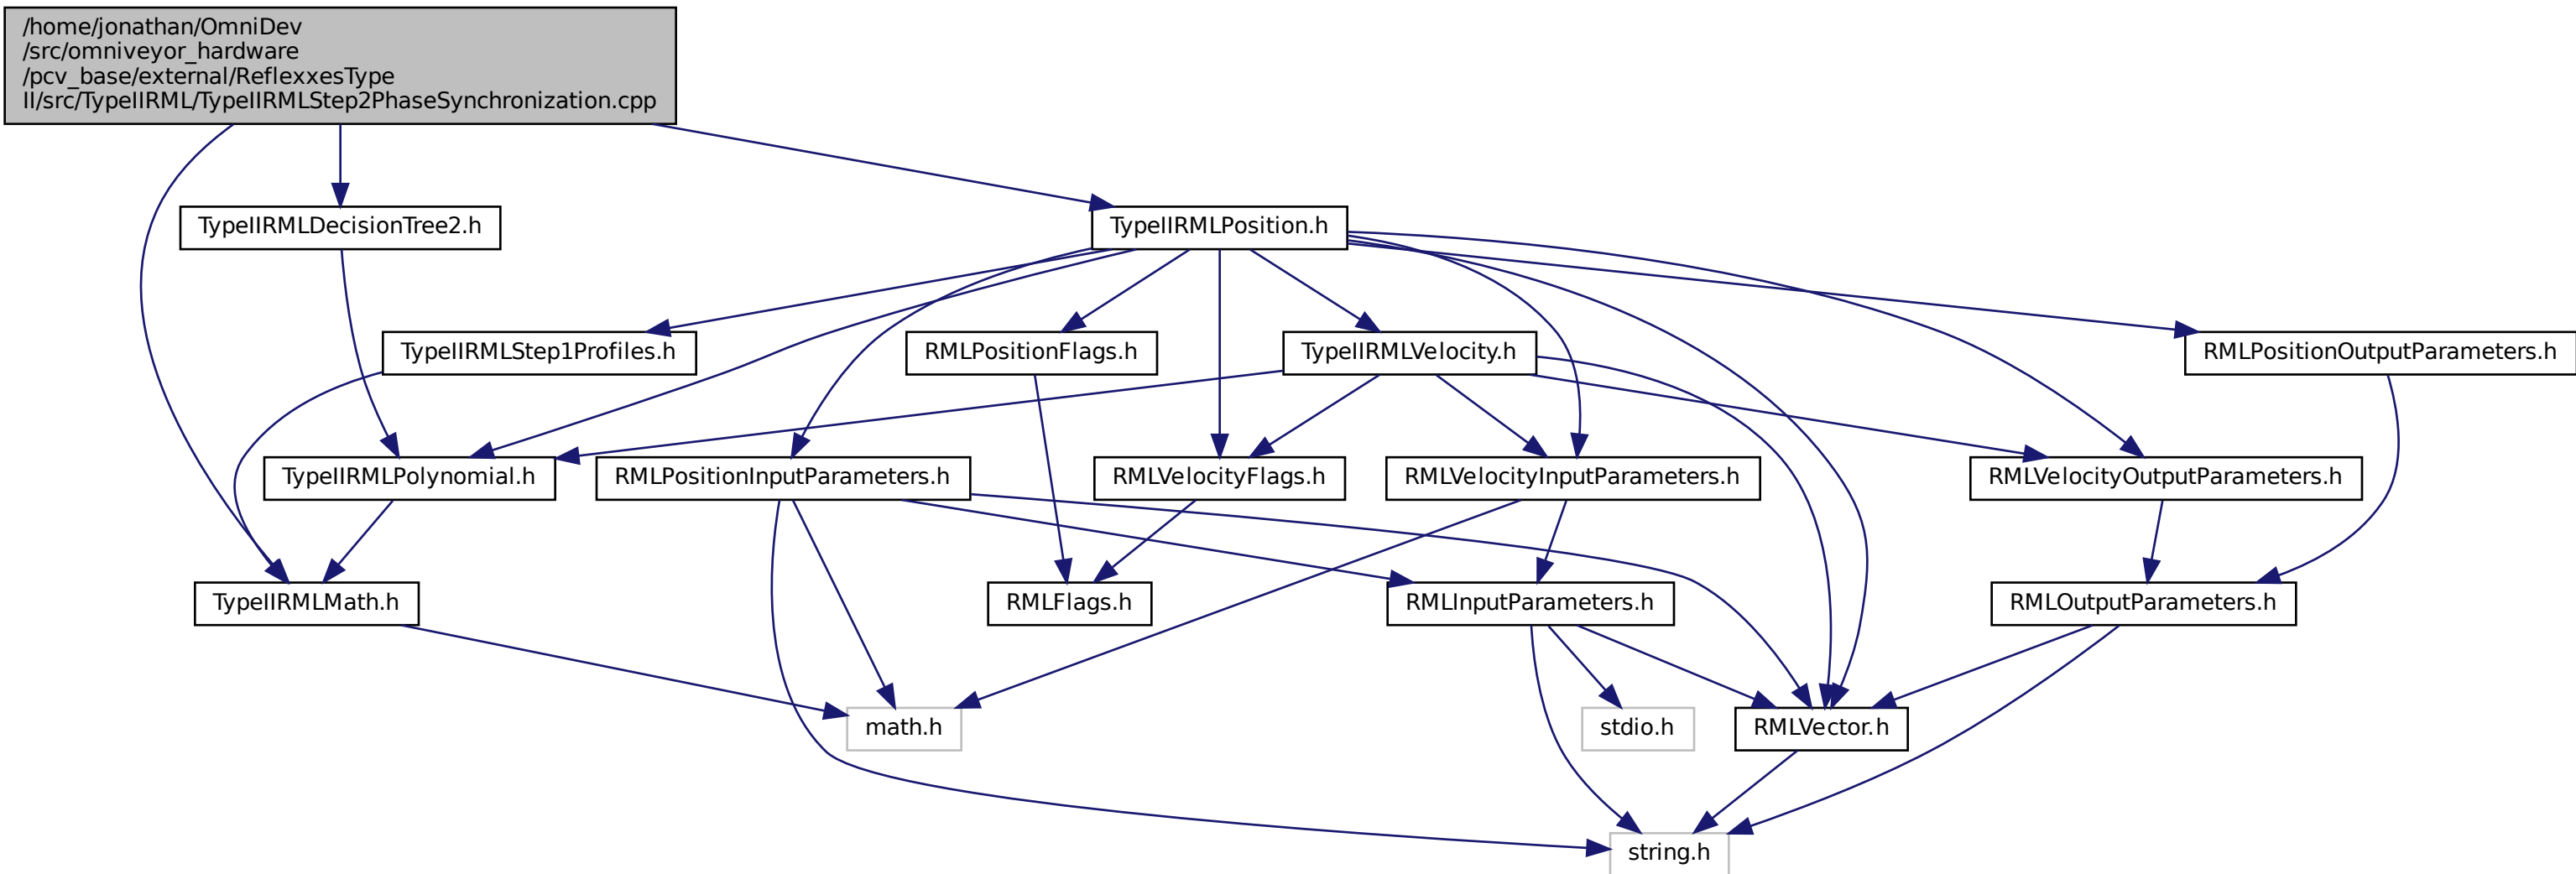 /home/jonathan/OmniDev
/src/omniveyor_hardware
/pcv_base/external/ReflexxesType
II/src/TypeIIRML/TypeIIRMLStep2PhaseSynchronization.cpp
TypeIIRMLDecisionTree2.h
TypeIIRMLPosition.h
TypeIIRMLStep1Profiles.h
RMLPositionFlags.h
TypeIIRMLVelocity.h
RMLPositionOutputParameters.h
TypeIIRMLPolynomial.h
RMLPositionInputParameters.h
RMLVelocityFlags.h
RMLVelocityInputParameters.h
RMLVelocityOutputParameters.h
TypeIIRMLMath.h
RMLFlags.h
RMLInputParameters.h
RMLOutputParameters.h
math.h
stdio.h
RMLVector.h
string.h